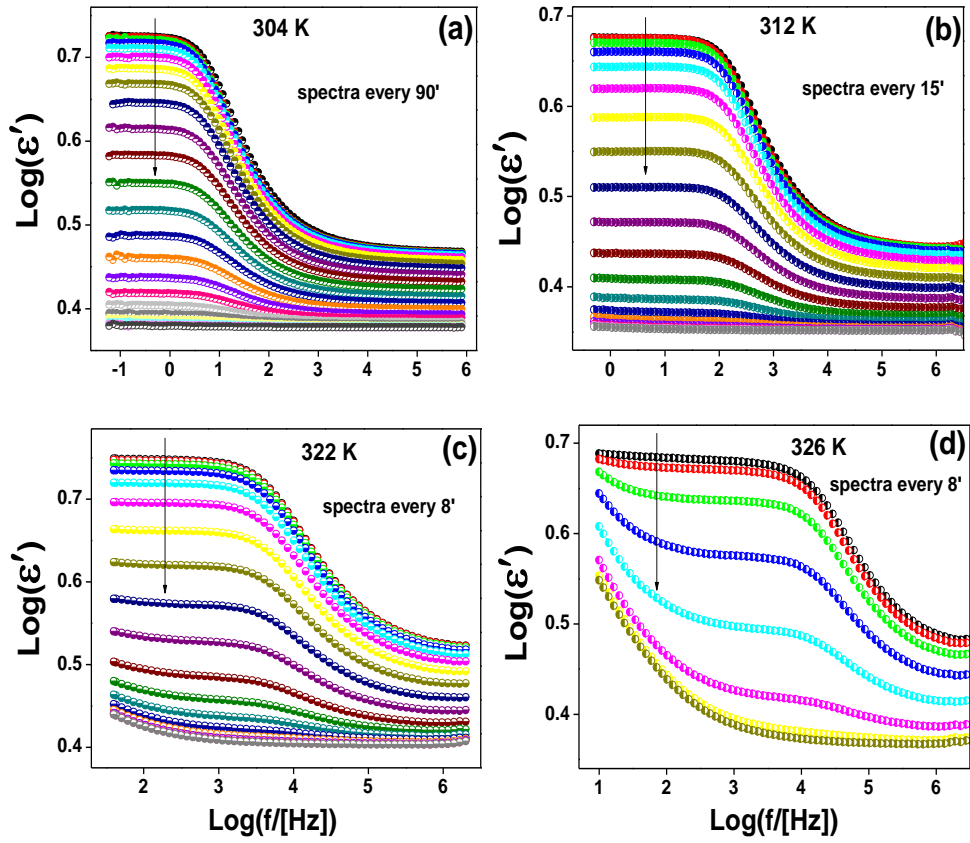 304 K
(a)
spectra every 90'
Log(ε′)
0.7
0.6
0.5
0.4
-1 0 1 2 3 4 5 6
312 K
(b)
spectra every 15'
0.7
0.6
0.5
0.4
0 1 2 3 4 5 6
322 K
(c)
spectra every 8'
Log(ε′)
0.7
0.6
0.5
0.4
2 3 4 5 6
Log(f/[Hz])
326 K
(d)
spectra every 8'
Log(ε′)
0.7
0.6
0.5
0.4
1 2 3 4 5 6
Log(f/[Hz])